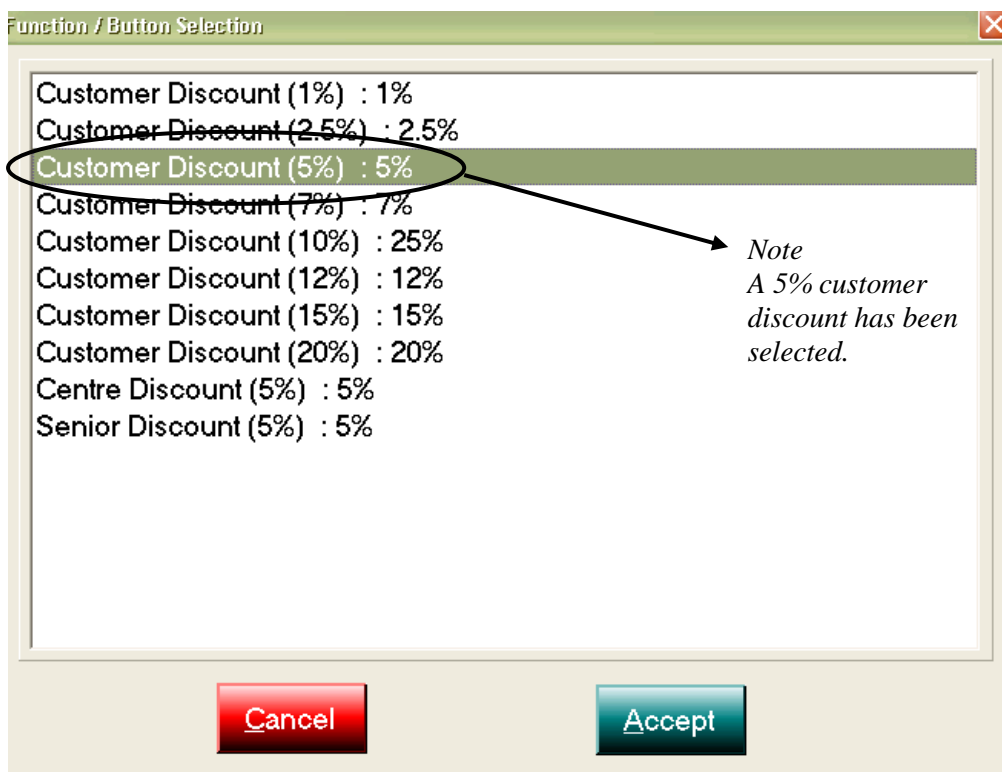 Function / Button Selection
Customer Discount (1%) : 1%
Customer Discount (2.5%) : 2.5%
Customer Discount (5%) : 5%
Customer Discount (7%) : 7%
Customer Discount (10%) : 25%
Customer Discount (12%) : 12%
Customer Discount (15%) : 15%
Customer Discount (20%) : 20%
Centre Discount (5%) : 5%
Senior Discount (5%) : 5%
Note
A 5% customer
discount has been
selected.
Cancel
Accept